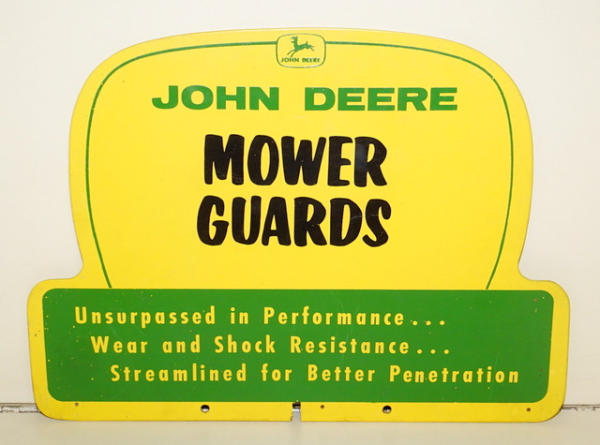 JOHN DEERE
JOHN DEERE
MOWER
GUARDS
Unsurpassed in Performance...
Wear and Shock Resistance...
Streamlined for Better Penetration